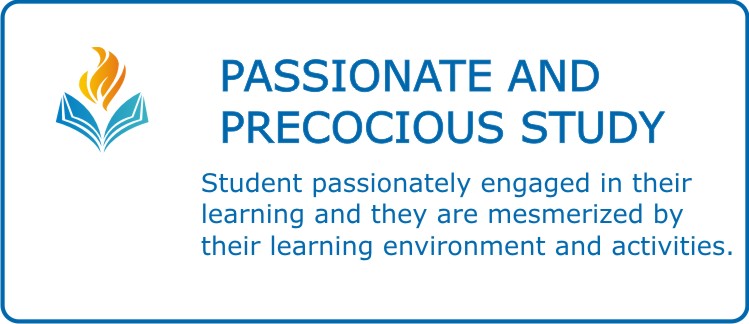 PASSIONATE AND
PRECOCIOUS STUDY
Student passionately engaged in their
learning and they are mesmerized by
their learning environment and activities.